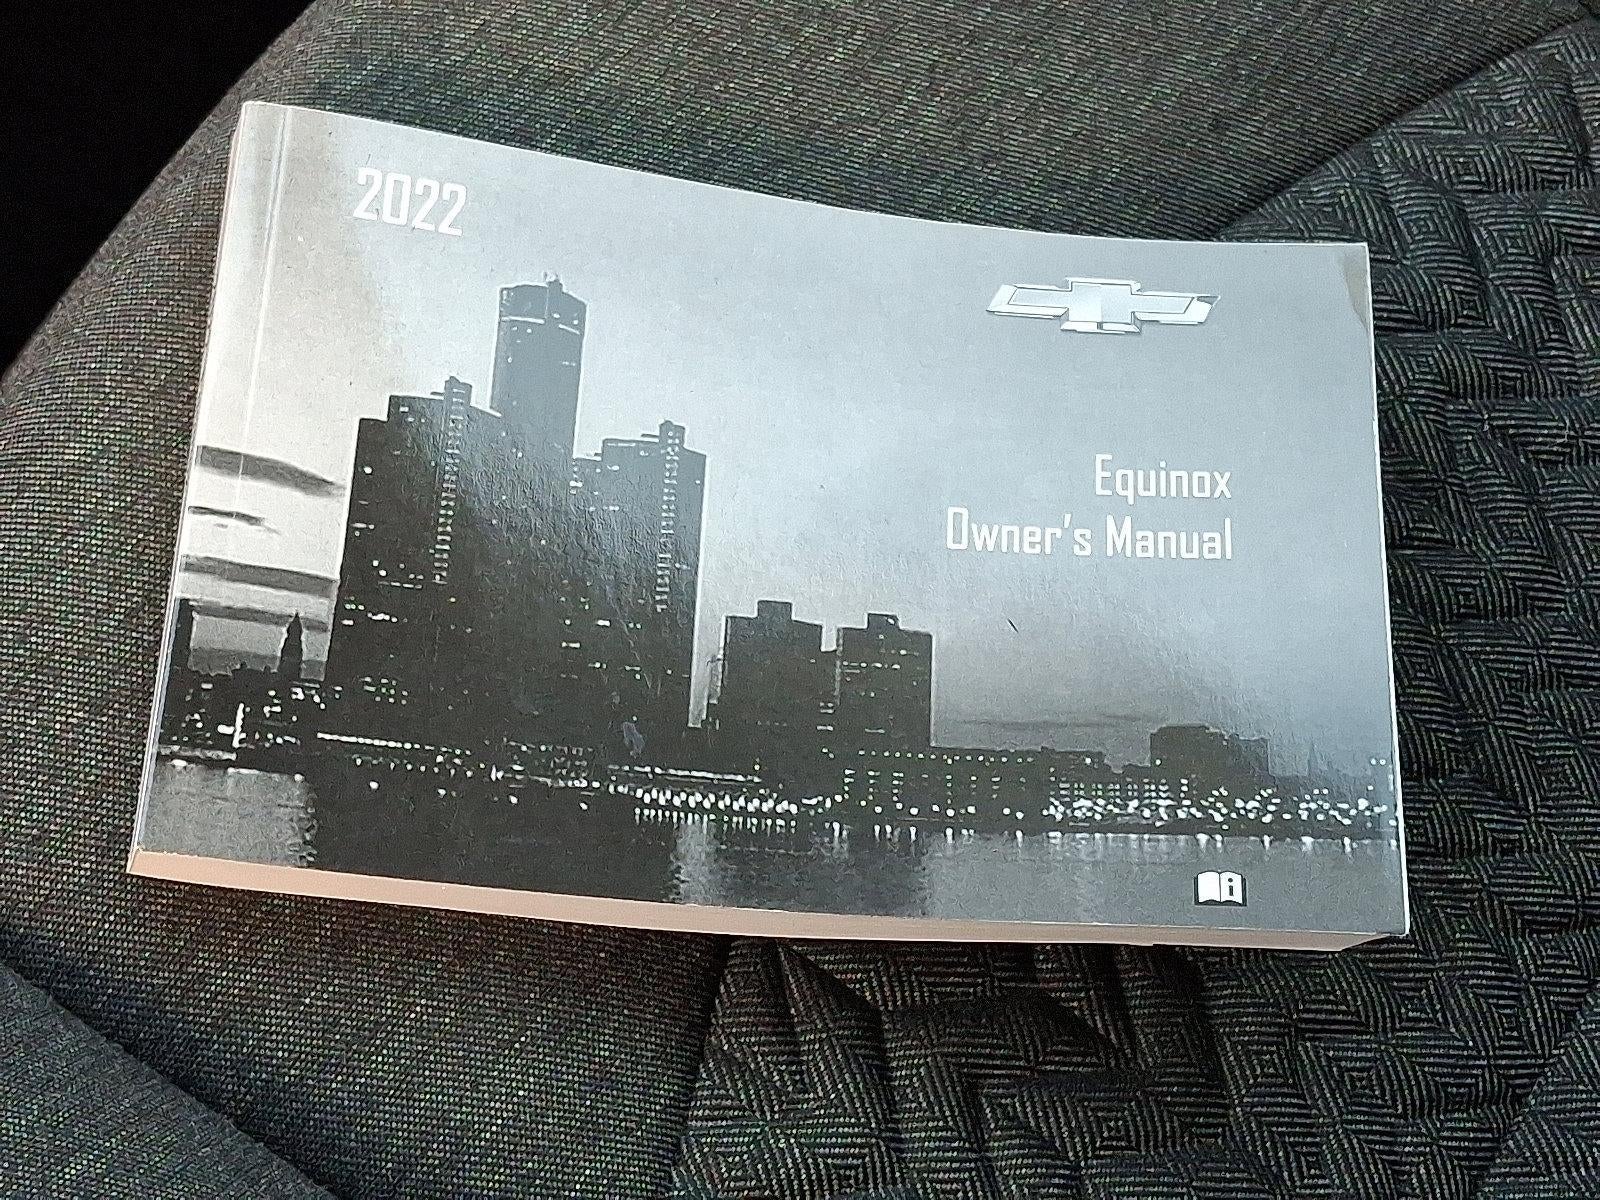 2022
Equinox
Owner's Manual
i